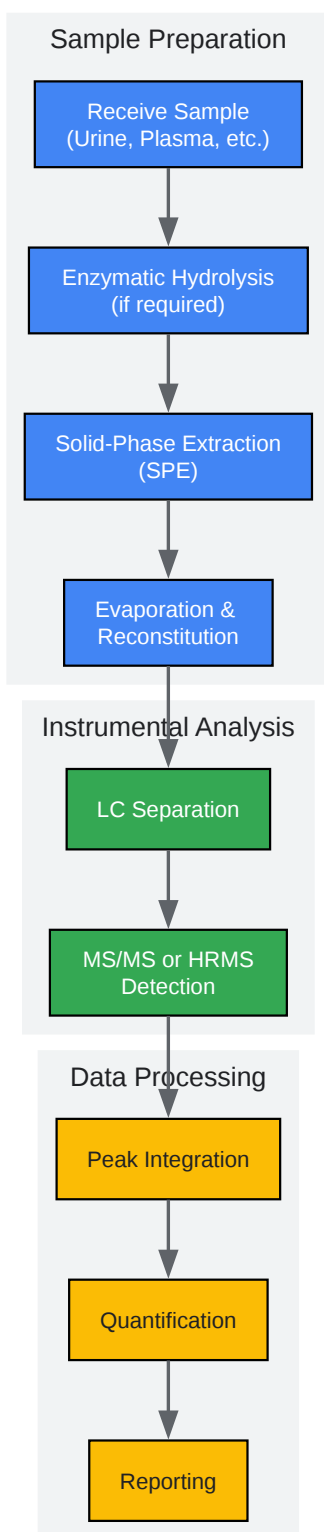 Sample Preparation
Receive Sample
(Urine, Plasma, etc.)
Enzymatic Hydrolysis
(if required)
Solid-Phase Extraction
(SPE)
Evaporation &
Reconstitution
Instrumental Analysis
LC Separation
MS/MS or HRMS
Detection
Data Processing
Peak Integration
Quantification
Reporting